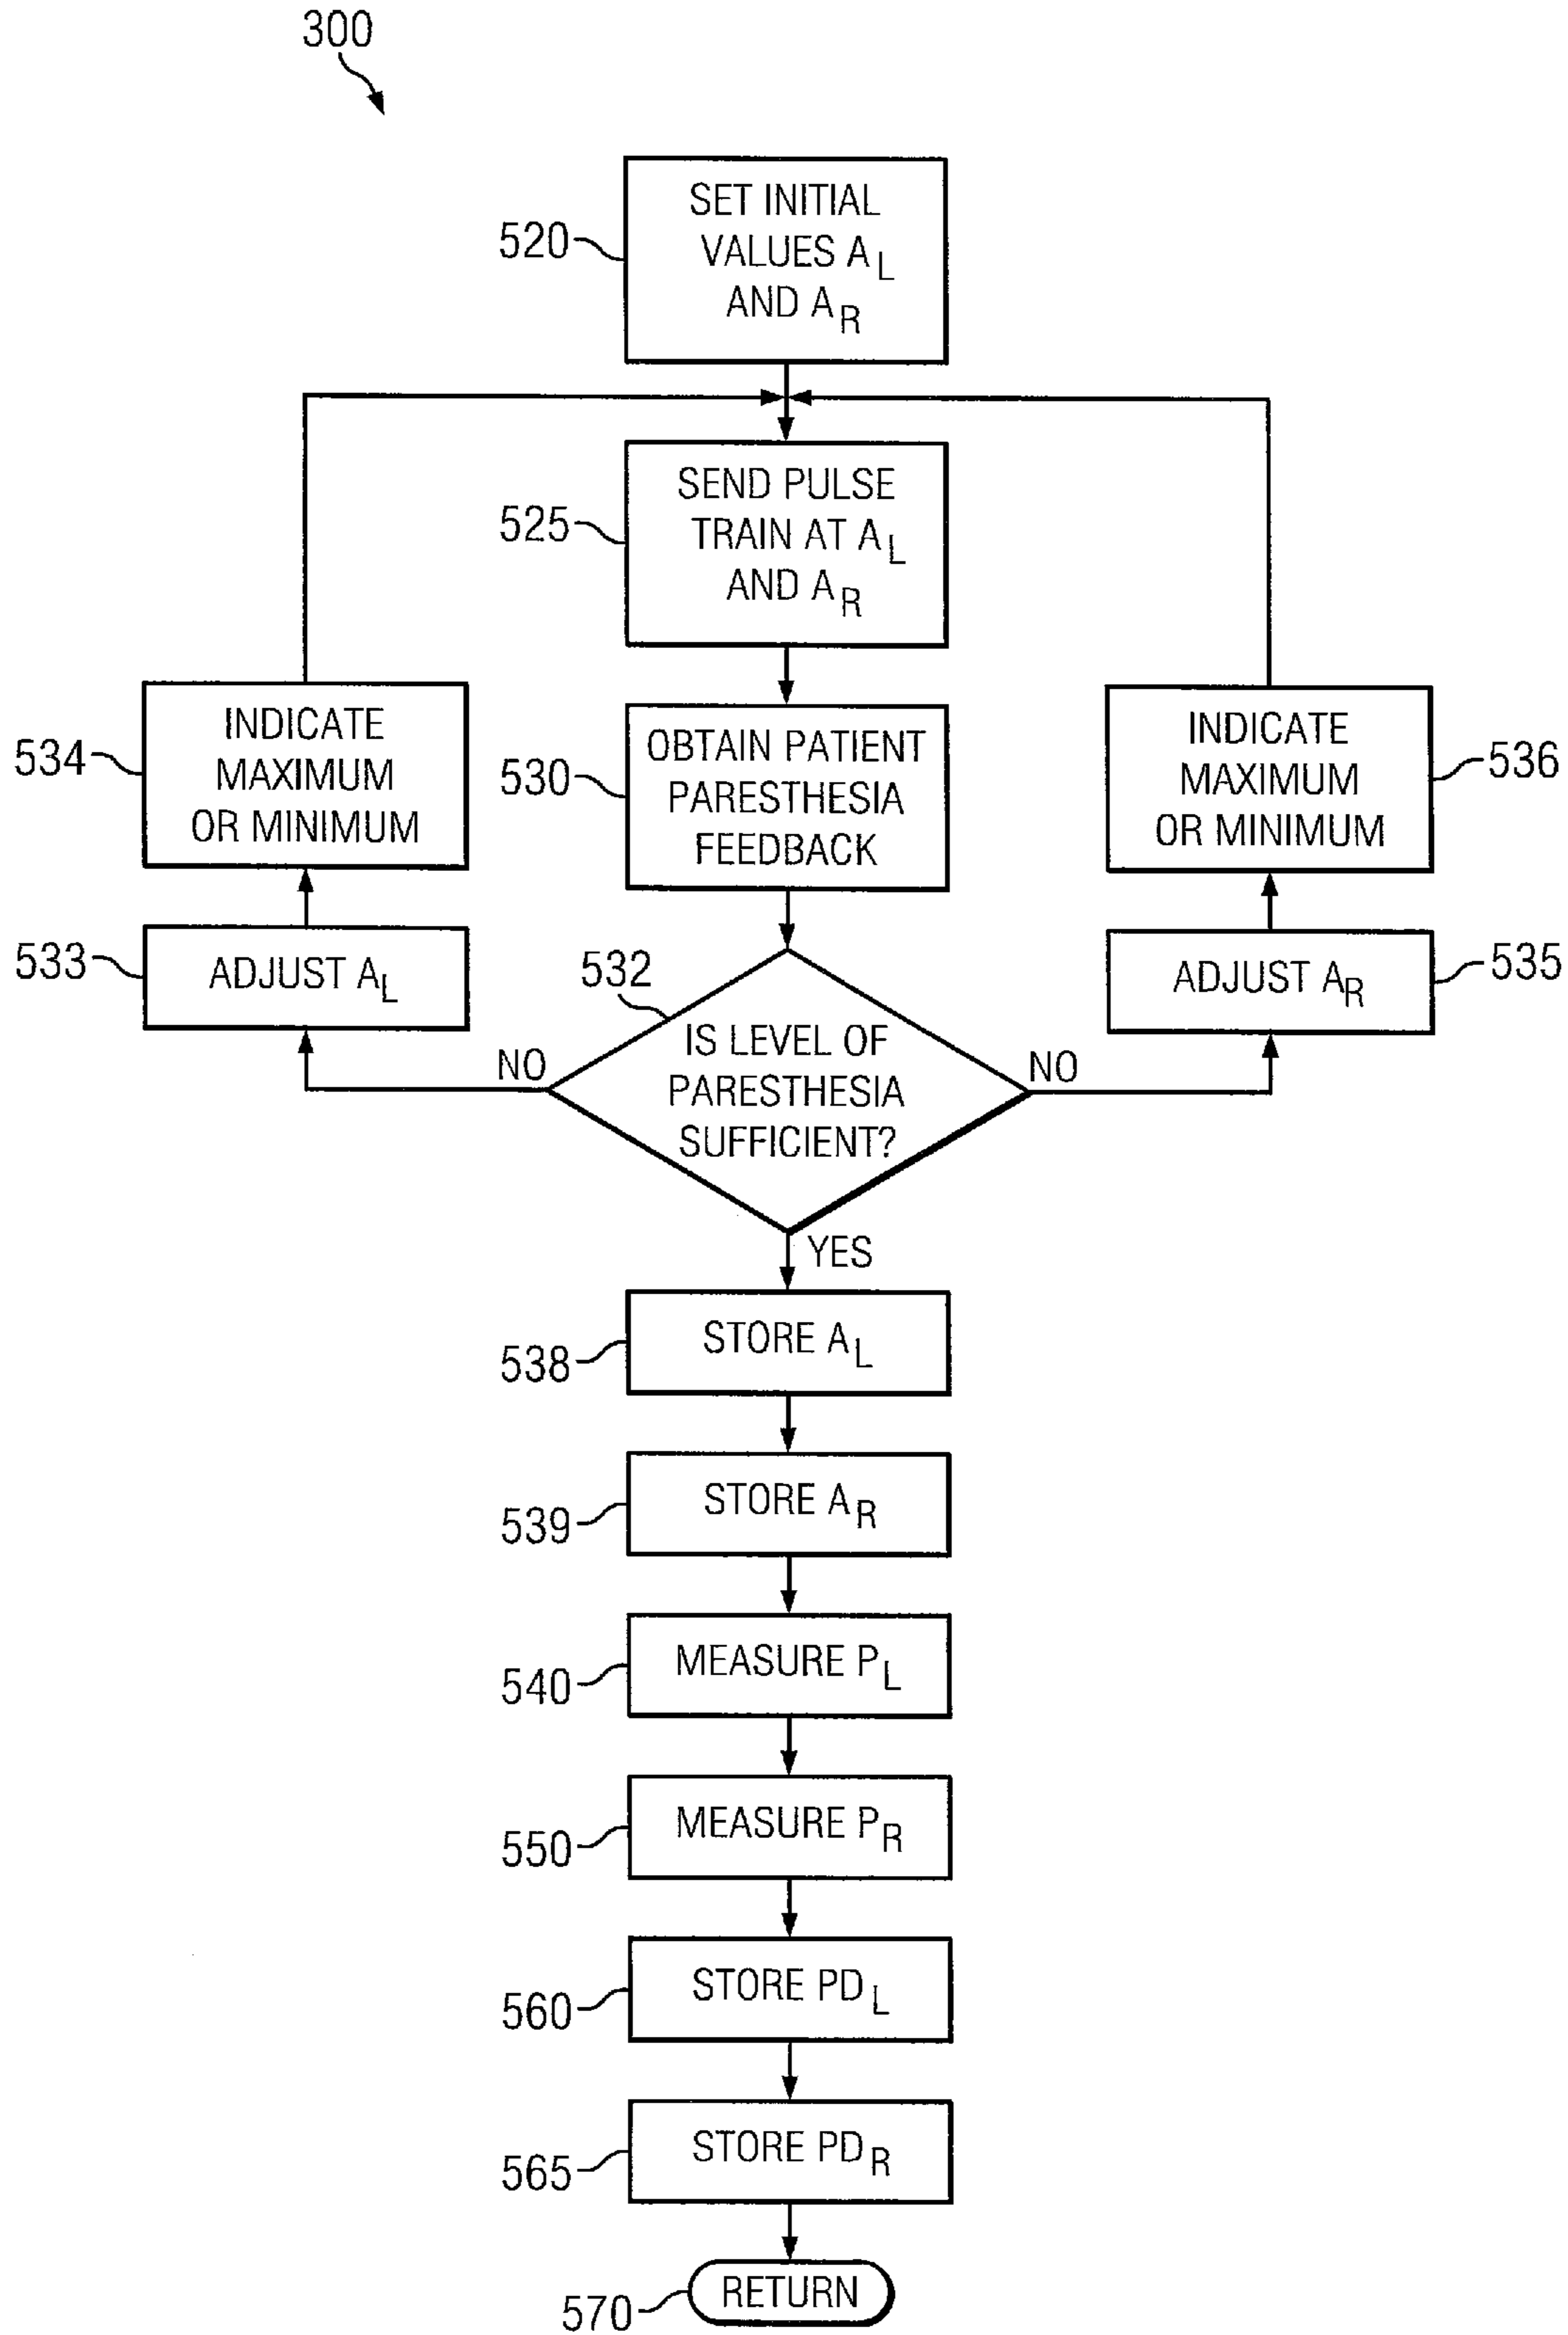 300
SET INITIAL
VALUES A_L
AND A_R
520
SEND PULSE
TRAIN AT A_L
AND A_R
525
INDICATE
MAXIMUM
OR MINIMUM
534
OBTAIN PATIENT
PARESTHESIA
FEEDBACK
530
INDICATE
MAXIMUM
OR MINIMUM
536
ADJUST A_L
533
532
ADJUST A_R
535
IS LEVEL OF
PARESTHESIA
SUFFICIENT?
NO
NO
YES
STORE A_L
538
STORE A_R
539
MEASURE P_L
540
MEASURE P_R
550
STORE PD_L
560
STORE PD_R
565
RETURN
570